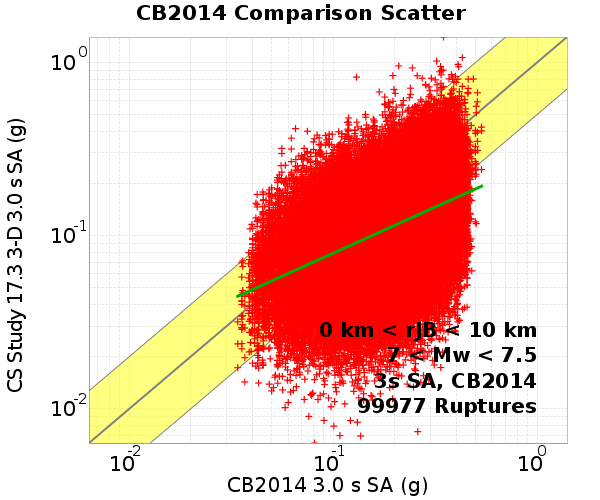 CB2014 Comparison Scatter
CS Study 17.3 3-D 3.0 s SA (g)
10^0
10^-1
10^-2
0 km < rJB < 10 km
7 < Mw < 7.5
3s SA, CB2014
99977 Ruptures
10^-2 10^-1 10^0
CB2014 3.0 s SA (g)